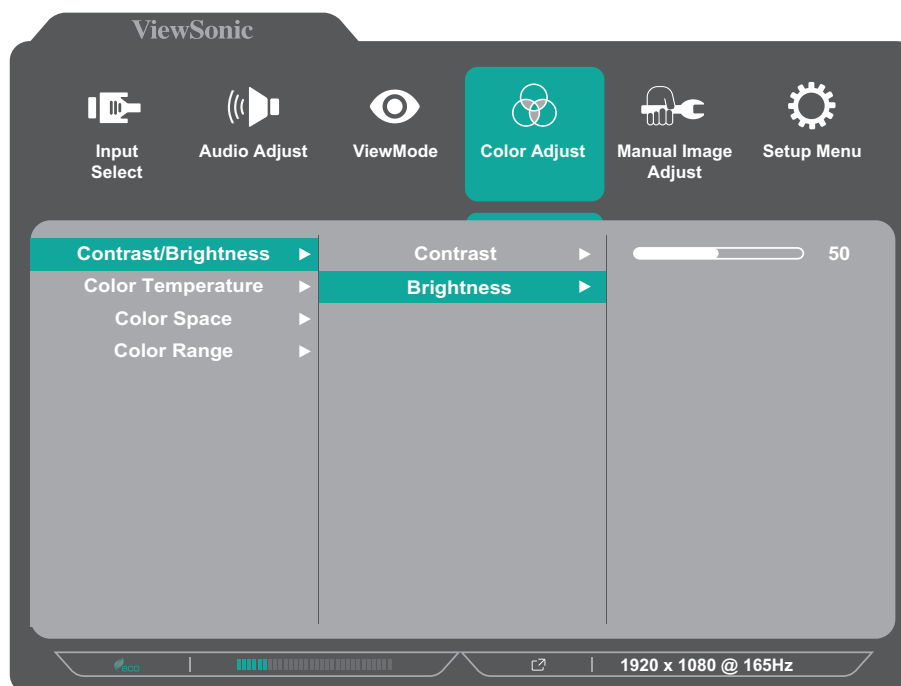 ViewSonic
Input Select
Audio Adjust
ViewMode
Color Adjust
Manual Image Adjust
Setup Menu
Contrast/Brightness
Contrast
50
Color Temperature
Brightness
Color Space
Color Range
eco
1920 x 1080 @ 165Hz